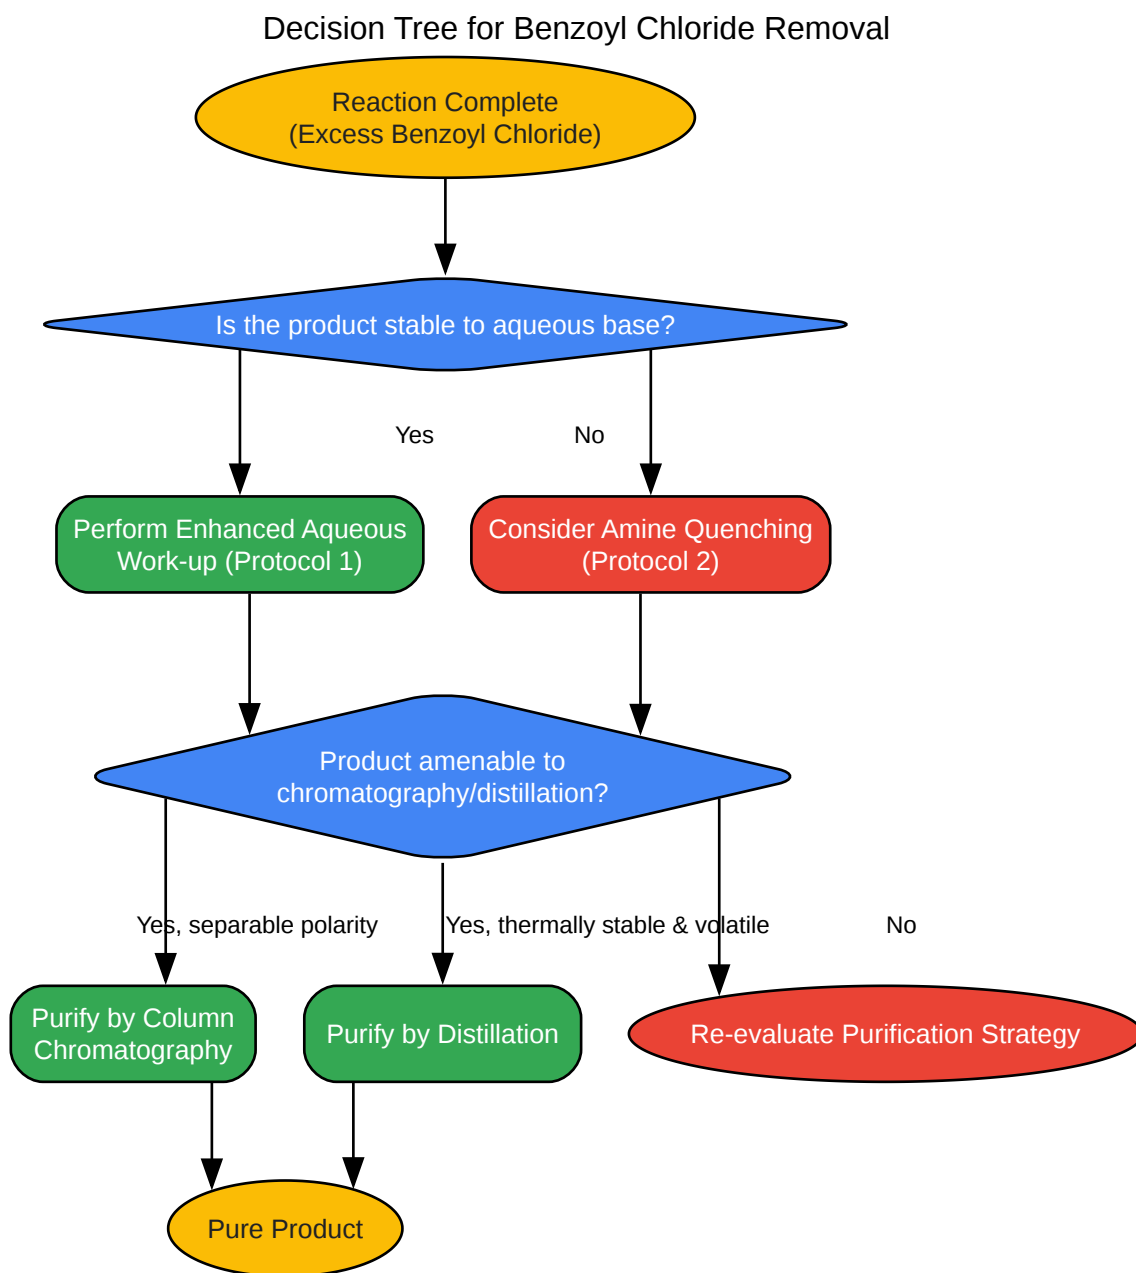 Decision Tree for Benzoyl Chloride Removal
Reaction Complete
(Excess Benzoyl Chloride)
Is the product stable to aqueous base?
Yes
No
Perform Enhanced Aqueous
Work-up (Protocol 1)
Consider Amine Quenching
(Protocol 2)
Product amenable to
chromatography/distillation?
Yes, separable polarity
Yes, thermally stable & volatile
No
Purify by Column
Chromatography
Purify by Distillation
Re-evaluate Purification Strategy
Pure Product